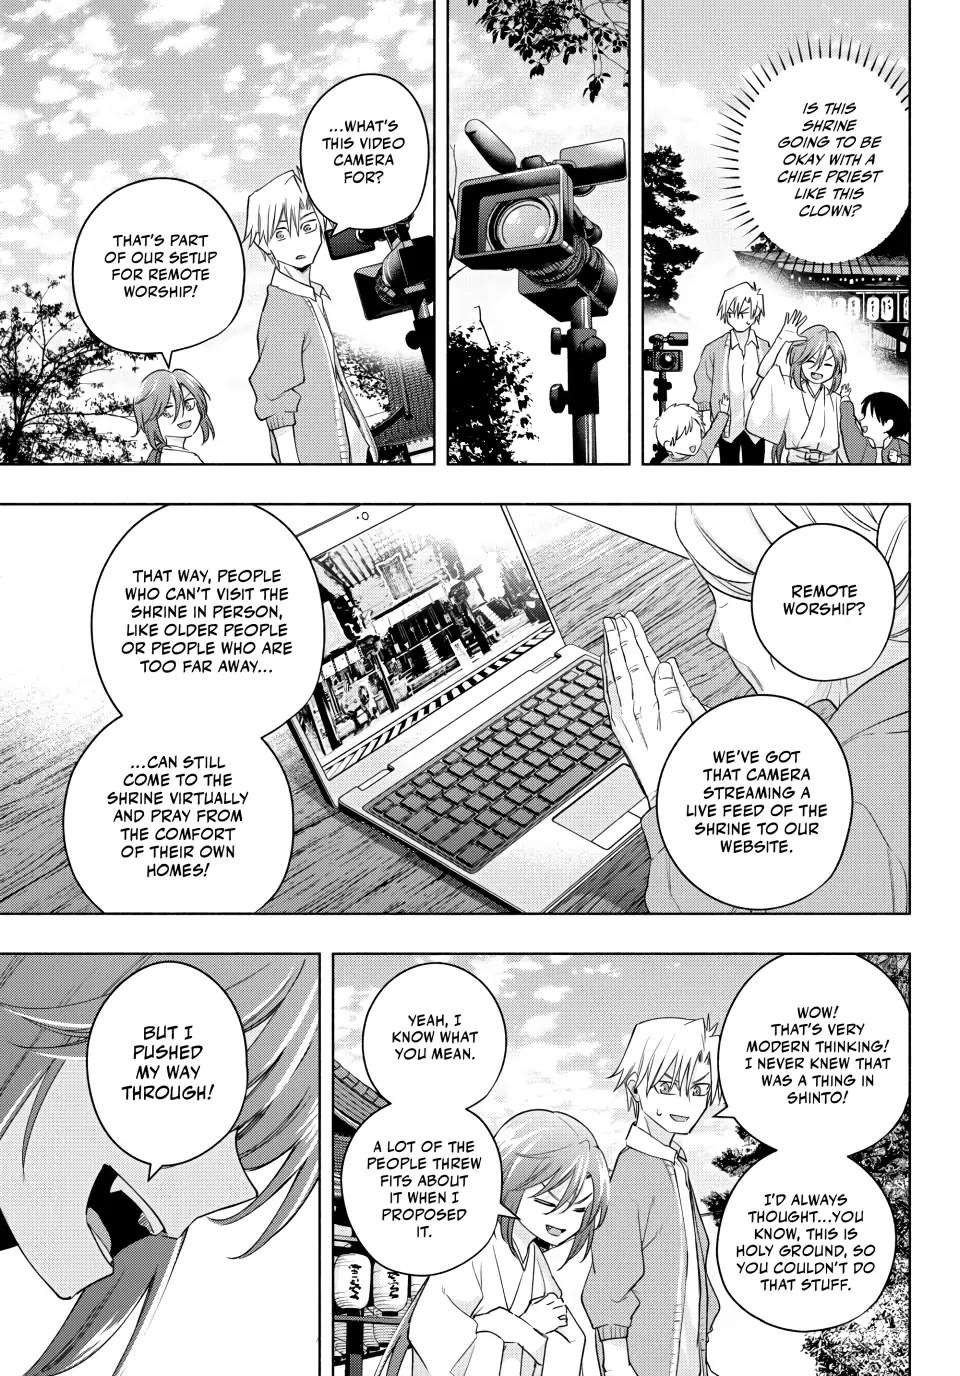 IS THIS
SHRINE
GOING TO BE
OKAY WITH A
CHIEF PRIEST
LIKE THIS
CLOWN?
...WHAT'S
THIS VIDEO
CAMERA
FOR?
THAT'S PART
OF OUR SETUP
FOR REMOTE
WORSHIP!
REMOTE
WORSHIP?
WE'VE GOT
THAT CAMERA
STREAMING A
LIVE FEED OF THE
SHRINE TO OUR
WEBSITE.
THAT WAY, PEOPLE
WHO CAN'T VISIT THE
SHRINE IN PERSON,
LIKE OLDER PEOPLE
OR PEOPLE WHO ARE
TOO FAR AWAY...
...CAN STILL
COME TO THE
SHRINE VIRTUALLY
AND PRAY FROM
THE COMFORT
OF THEIR OWN
HOMES!
WOW!
THAT'S VERY
MODERN THINKING!
I NEVER KNEW THAT
WAS A THING IN
SHINTO!
I'D ALWAYS
THOUGHT...YOU
KNOW, THIS IS
HOLY GROUND, SO
YOU COULDN'T DO
THAT STUFF.
YEAH, I
KNOW WHAT
YOU MEAN.
A LOT OF THE
PEOPLE THREW
FITS ABOUT
IT WHEN I
PROPOSED
IT.
BUT I
PUSHED
MY WAY
THROUGH!